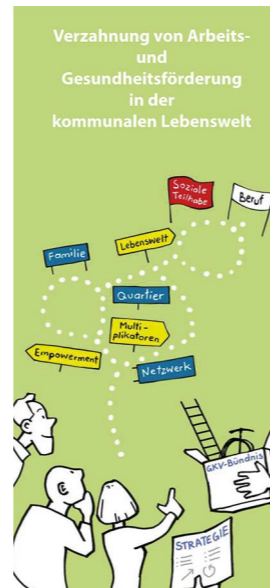 Verzahnung von Arbeits-
und
Gesundheitsförderung
in der
kommunalen Lebenswelt
Soziale
Teilhabe
Beruf
Lebenswelt
Familie
Quartier
Multi-
plikatoren
Empowerment
Netzwerk
GKV-Bündnis
STRATEGIE